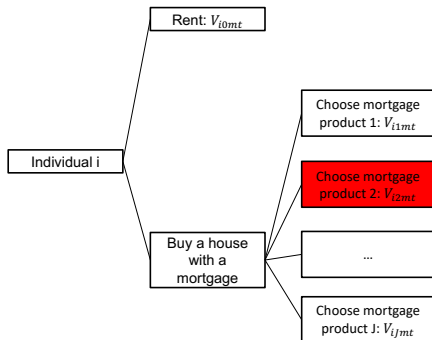 Rent: V_{i0mt}
Choose mortgage
product 1: V_{i1mt}
Individual i
Choose mortgage
product 2: V_{i2mt}
Buy a house
with a
mortgage
...
Choose mortgage
product J: V_{iJmt}